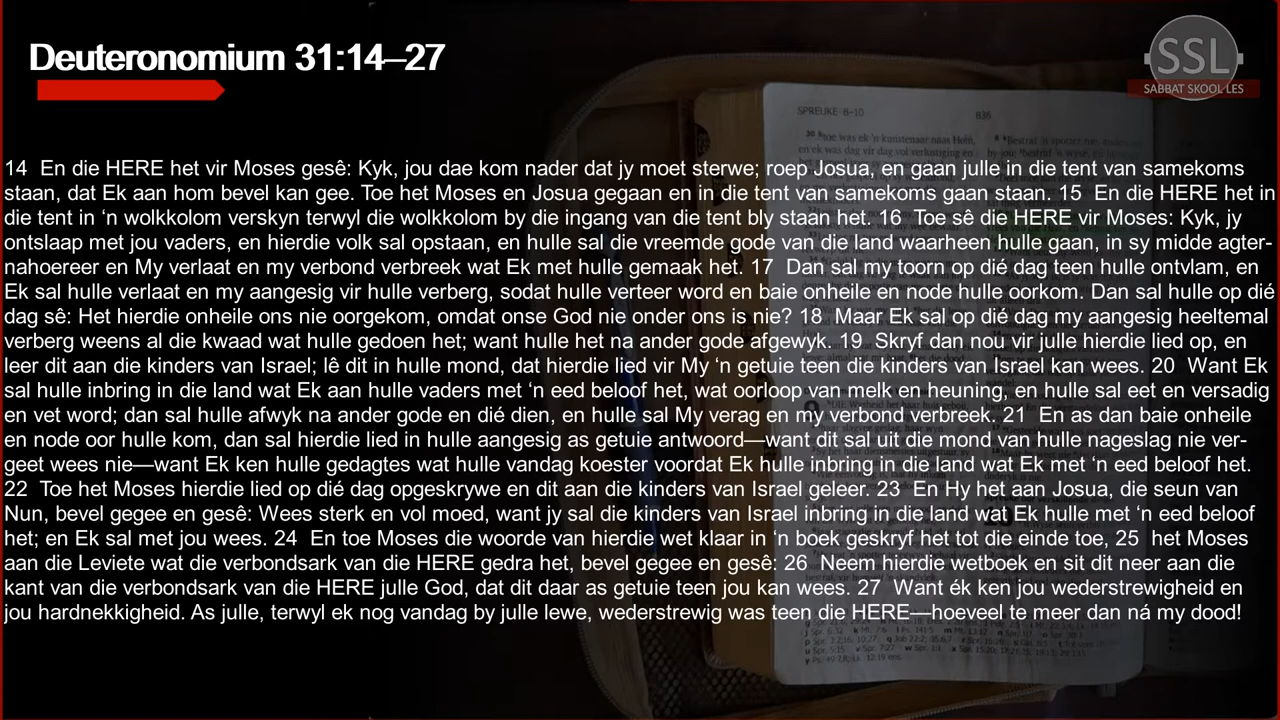 Deuteronomium 31:14–27
SSL
SABBAT SKOOL LES
SPREUKE 8–10
836
14 En die HERE het vir Moses gesê: Kyk, jou dae kom nader dat jy moet sterwe; roep Josua, en gaan julle in die tent van samekoms
staan, dat Ek aan hom bevel kan gee. Toe het Moses en Josua gegaan en in die tent van samekoms gaan staan. 15 En die HERE het in
die tent in ‘n wolkkolom verskyn terwyl die wolkkolom by die ingang van die tent bly staan het. 16 Toe sê die HERE vir Moses: Kyk, jy
ontslaap met jou vaders, en hierdie volk sal opstaan, en hulle sal die vreemde gode van die land waarheen hulle gaan, in sy midde agter-
nahoereer en My verlaat en my verbond verbreek wat Ek met hulle gemaak het. 17 Dan sal my toorn op dié dag teen hulle ontvlam, en
Ek sal hulle verlaat en my aangesig vir hulle verberg, sodat hulle verteer word en baie onheile en node hulle oorkom. Dan sal hulle op dié
dag sê: Het hierdie onheile ons nie oorgekom, omdat onse God nie onder ons is nie? 18 Maar Ek sal op dié dag my aangesig heeltemal
verberg weens al die kwaad wat hulle gedoen het; want hulle het na ander gode afgewyk. 19 Skryf dan nou vir julle hierdie lied op, en
leer dit aan die kinders van Israel; lê dit in hulle mond, dat hierdie lied vir My ‘n getuie teen die kinders van Israel kan wees. 20 Want Ek
sal hulle inbring in die land wat Ek aan hulle vaders met ‘n eed beloof het, wat oorloop van melk en heuning, en hulle sal eet en versadig
en vet word; dan sal hulle afwyk na ander gode en dié dien, en hulle sal My verag en my verbond verbreek. 21 En as dan baie onheile
en node oor hulle kom, dan sal hierdie lied in hulle aangesig as getuie antwoord—want dit sal uit die mond van hulle nageslag nie ver-
geet wees nie—want Ek ken hulle gedagtes wat hulle vandag koester voordat Ek hulle inbring in die land wat Ek met ‘n eed beloof het.
22 Toe het Moses hierdie lied op dié dag opgeskrywe en dit aan die kinders van Israel geleer. 23 En Hy het aan Josua, die seun van
Nun, bevel gegee en gesê: Wees sterk en vol moed, want jy sal die kinders van Israel inbring in die land wat Ek hulle met ‘n eed beloof
het; en Ek sal met jou wees. 24 En toe Moses die woorde van hierdie wet klaar in ‘n boek geskryf het tot die einde toe, 25 het Moses
aan die Leviete wat die verbondsark van die HERE gedra het, bevel gegee en gesê: 26 Neem hierdie wetboek en sit dit neer aan die
kant van die verbondsark van die HERE julle God, dat dit daar as getuie teen jou kan wees. 27 Want ék ken jou wederstrewigheid en
jou hardnekkigheid. As julle, terwyl ek nog vandag by julle lewe, wederstrewig was teen die HERE—hoeveel te meer dan ná my dood!